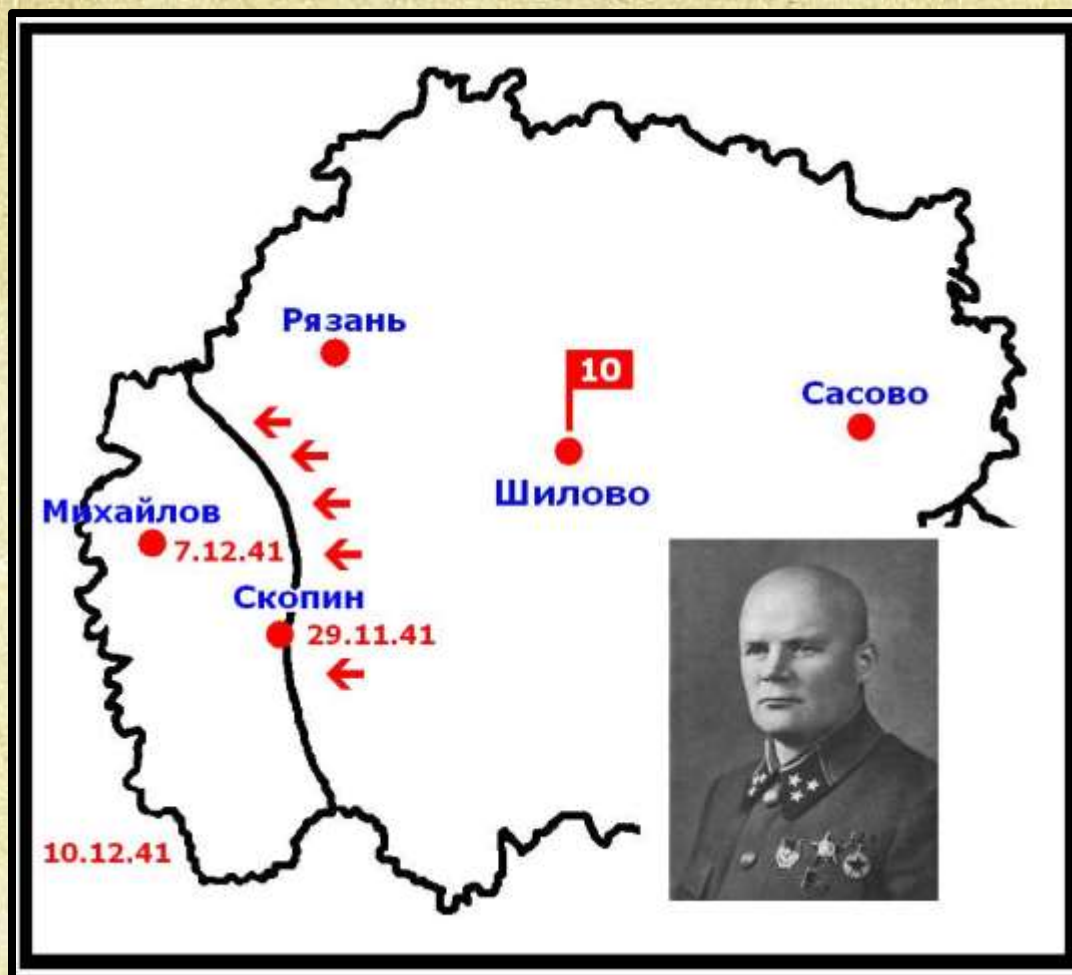 Рязань
10
Сасово
Шилово
Михайлов
7.12.41
Скопин
29.11.41
10.12.41